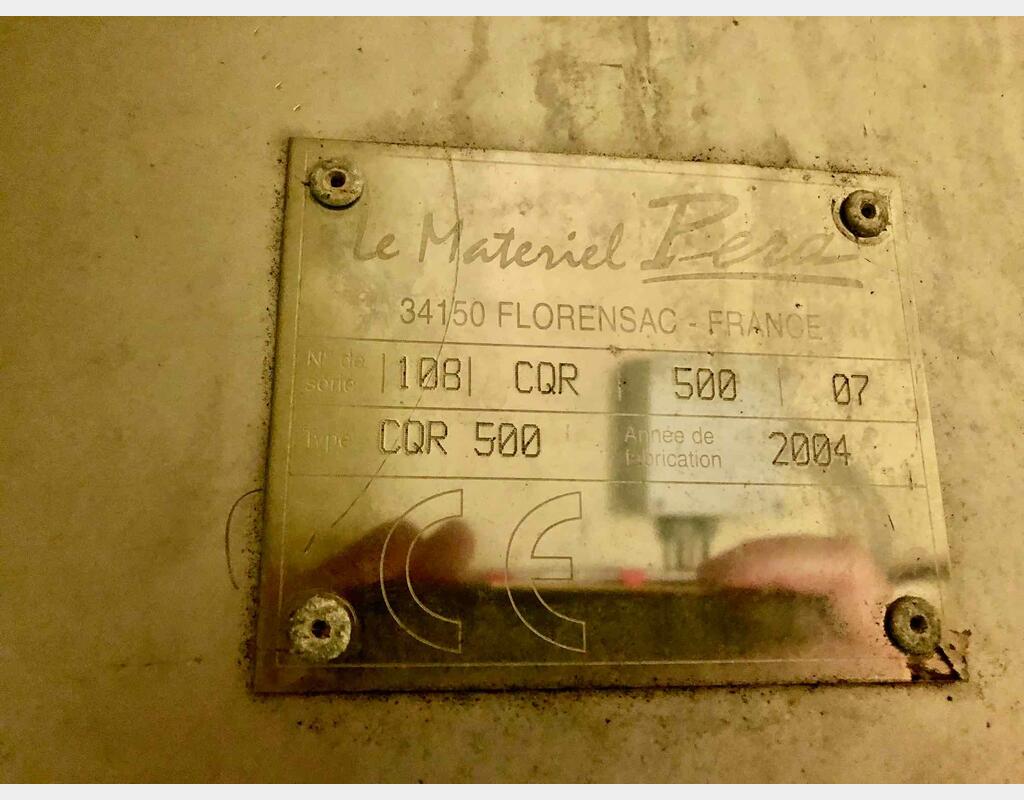 Le Materiel Pera
34150 FLORENSAC - FRANCE
N° de série |108| CQR | 500 | 07
Type CQR 500 Année de fabrication 2004
CE